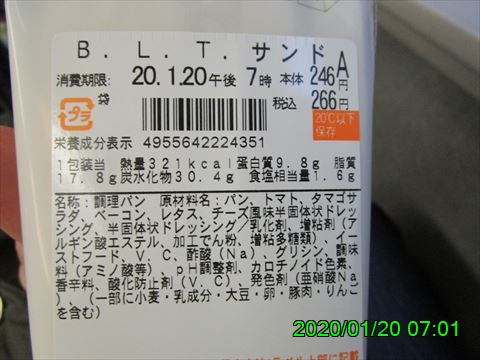 B．L．T．サンド A
消費期限: 20.1.20午後 7時 本体 246円
プラ 袋 税込 266円
20℃以下
保存
栄養成分表示 4955642224351
1包装当 熱量321kcal蛋白質9.8g 脂質
17.8g炭水化物30.4g 食塩相当量1.6g
名称:調理パン 原材料名:パン、トマト、タマゴサ
ラダ、ベーコン、レタス、チーズ風味半固体状ドレッ
シング、半固体状ドレッシング/乳化剤、増粘剤(ア
ルギン酸エステル、加工でん粉、増粘多糖類)、イー
ストフード、V．C、酢酸(Na)、グリシン、調味
料(アミノ酸等)、pH調整剤、カロチノイド色素、
香辛料、酸化防止剤(V．C)、発色剤(亜硝酸Na
)、(一部に小麦・乳成分・大豆・卵・豚肉・りんご
を含む)
2020/01/20 07:01